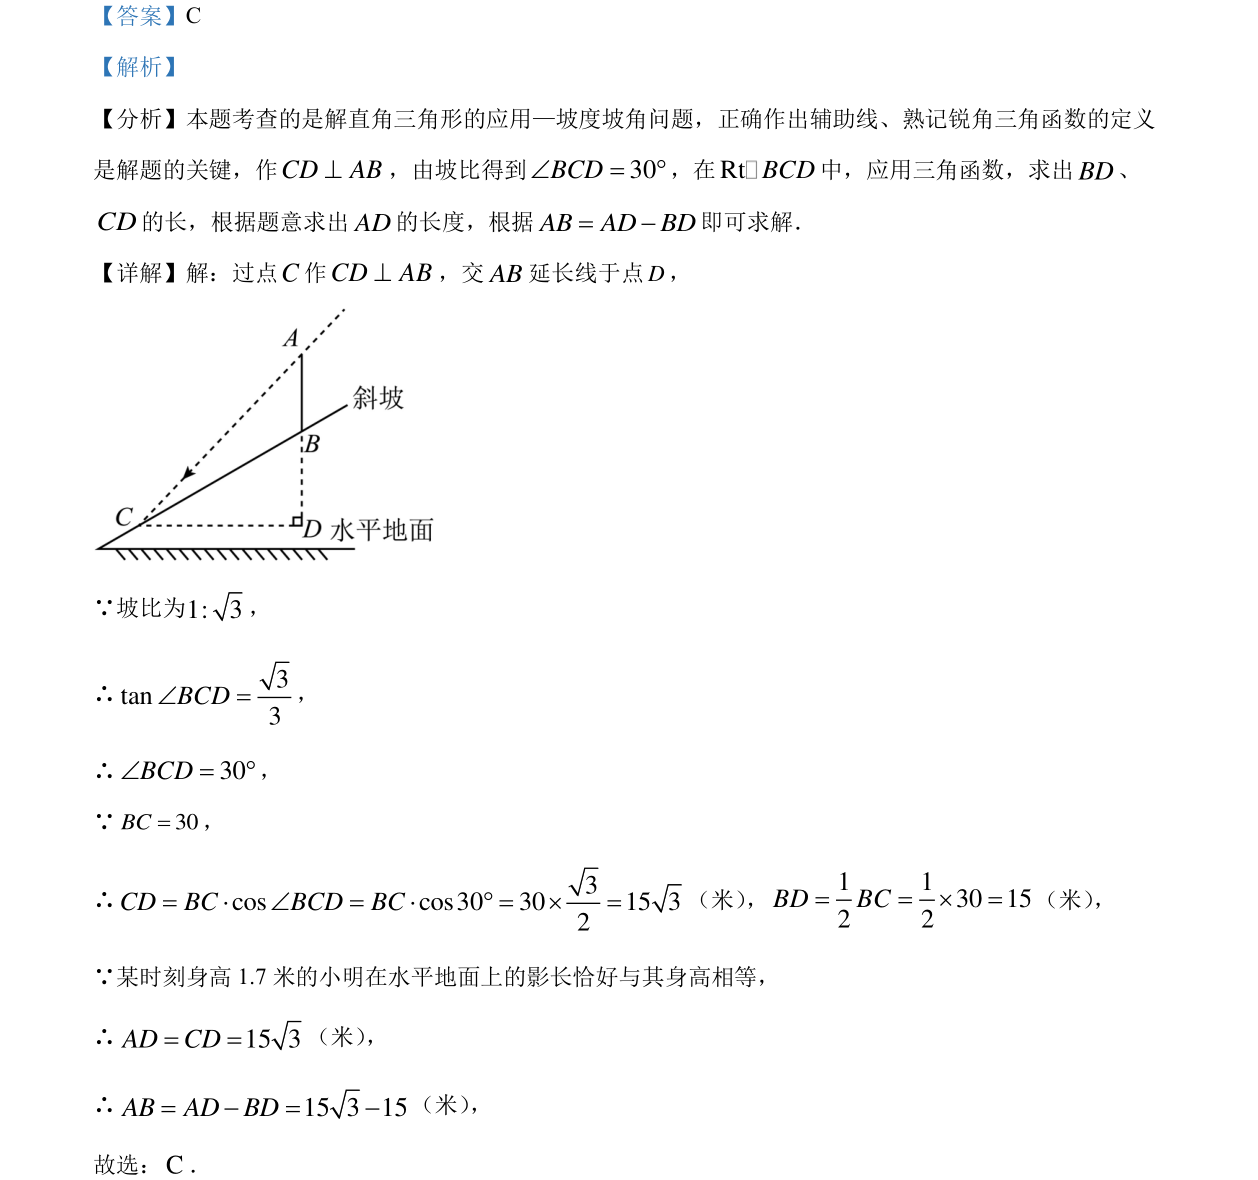 【答案】C
【解析】
【分析】本题考查的是解直角三角形的应用—坡度坡角问题，正确作出辅助线、熟记锐角三角函数的定义
是解题的关键，作 CD ⊥ AB ，由坡比得到 ∠BCD = 30° ，在 Rt□ BCD 中，应用三角函数，求出 BD 、
CD 的长，根据题意求出 AD 的长度，根据 AB = AD − BD 即可求解．
【详解】解：过点 C 作 CD ⊥ AB ，交 AB 延长线于点 D ，
A
斜坡
B
C
D 水平地面
∵坡比为1: √3 ，
∴ tan ∠BCD = √3/3 ，
∴ ∠BCD = 30° ，
∵ BC = 30 ，
∴ CD = BC · cos ∠BCD = BC · cos 30° = 30 × √3/2 = 15√3 （米），BD = 1/2 BC = 1/2 × 30 = 15 （米），
∵某时刻身高 1.7 米的小明在水平地面上的影长恰好与其身高相等，
∴ AD = CD = 15√3 （米），
∴ AB = AD − BD = 15√3 − 15 （米），
故选：C．